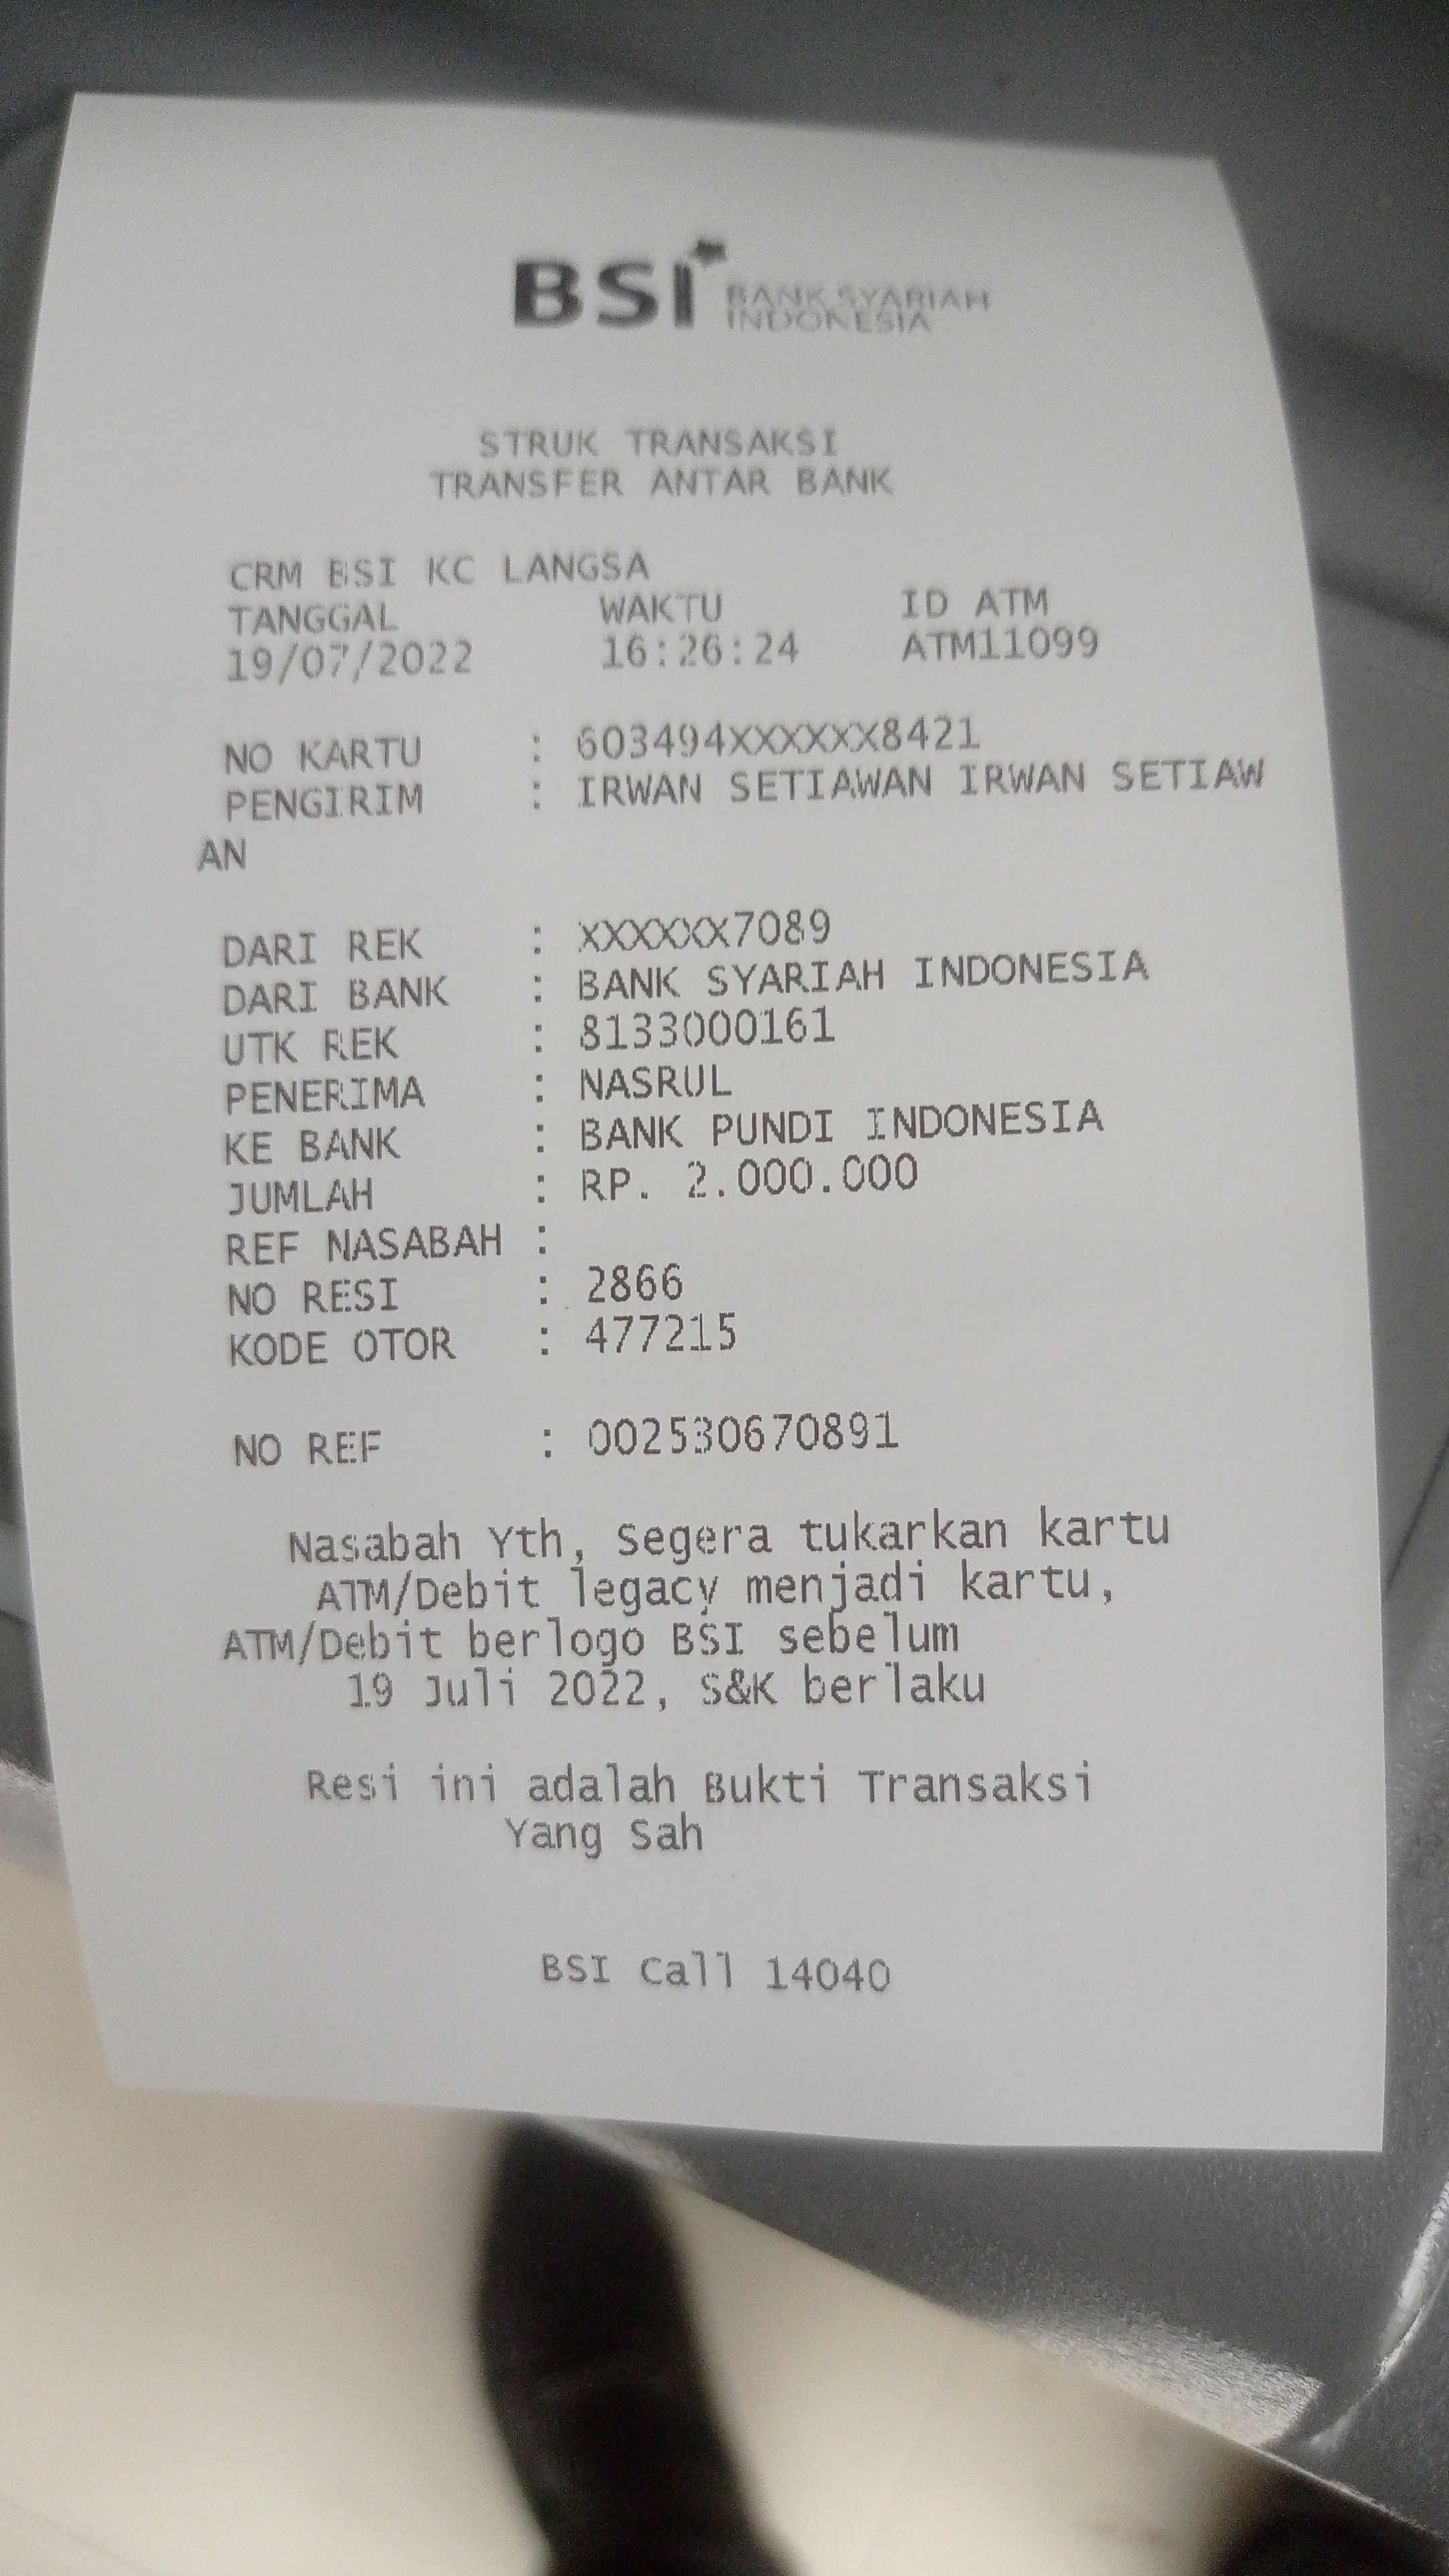 BSI BANK SYARIAH
INDONESIA
STRUK TRANSAKSI
TRANSFER ANTAR BANK
CRM BSI KC LANGSA
TANGGAL WAKTU ID ATM
19/07/2022 16:26:24 ATM11099
NO KARTU : 603494XXXXXX8421
PENGIRIM : IRWAN SETIAWAN IRWAN SETIAW
AN
DARI REK : XXXXXX7089
DARI BANK : BANK SYARIAH INDONESIA
UTK REK : 8133000161
PENERIMA : NASRUL
KE BANK : BANK PUNDI INDONESIA
JUMLAH : RP. 2.000.000
REF NASABAH :
NO RESI : 2866
KODE OTOR : 477215
NO REF : 002530670891
Nasabah Yth, Segera tukarkan kartu
ATM/Debit legacy menjadi kartu,
ATM/Debit berlogo BSI sebelum
19 Juli 2022, S&K berlaku
Resi ini adalah Bukti Transaksi
Yang Sah
BSI Call 14040